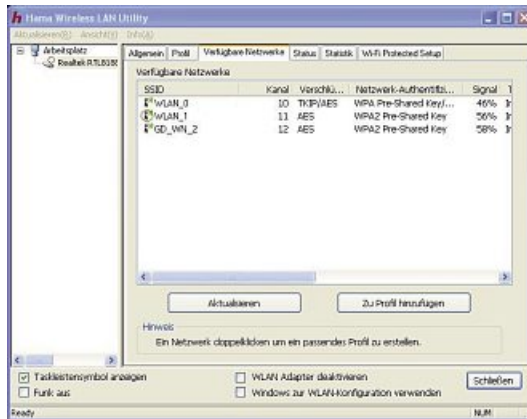 Hama Wireless LAN Utility
Aktualisieren(R) Ansicht(V) Info(A)
Arbeitsplatz
Realtek RTL818
Allgemein Profil Verfügbare Netzwerke Status Statistik Wi-Fi Protected Setup
Verfügbare Netzwerke
SSID Kanal Verschlü... Netzwerk-Authentifizi... Signal T
WLAN_0 10 TKIP/AES WPA Pre-Shared Key/... 46% Ir
WLAN_1 11 AES WPA2 Pre-Shared Key 56% Ir
GD_WN_2 12 AES WPA2 Pre-Shared Key 58% Ir
Aktualisieren Zu Profil hinzufügen
Hinweis
Ein Netzwerk doppelklicken um ein passendes Profil zu erstellen.
Taskleistensymbol anzeigen WLAN Adapter deaktivieren Schließen
Funk aus Windows zur WLAN-Konfiguration verwenden
Ready NUM